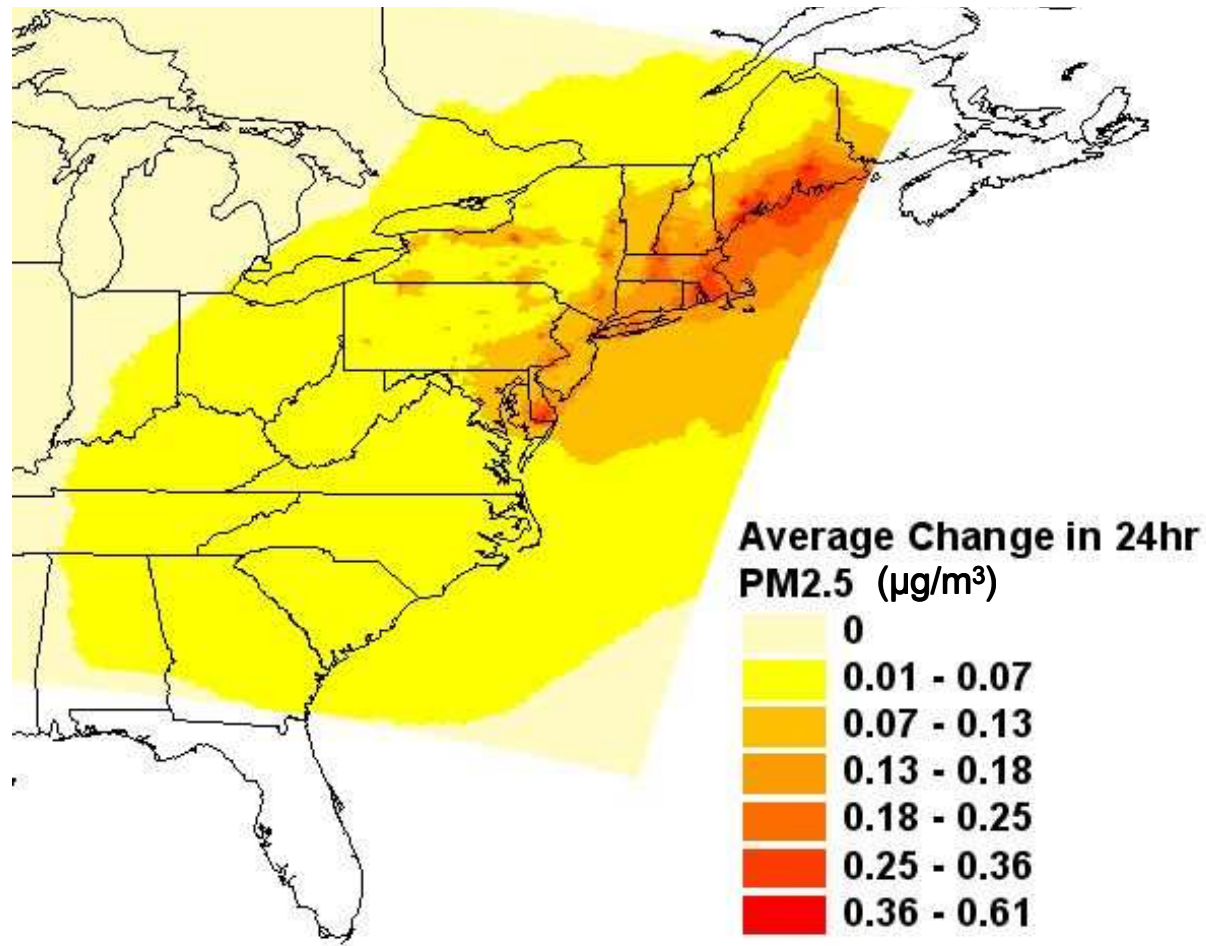 Average Change in 24hr
PM2.5 (µg/m³)
0
0.01 - 0.07
0.07 - 0.13
0.13 - 0.18
0.18 - 0.25
0.25 - 0.36
0.36 - 0.61